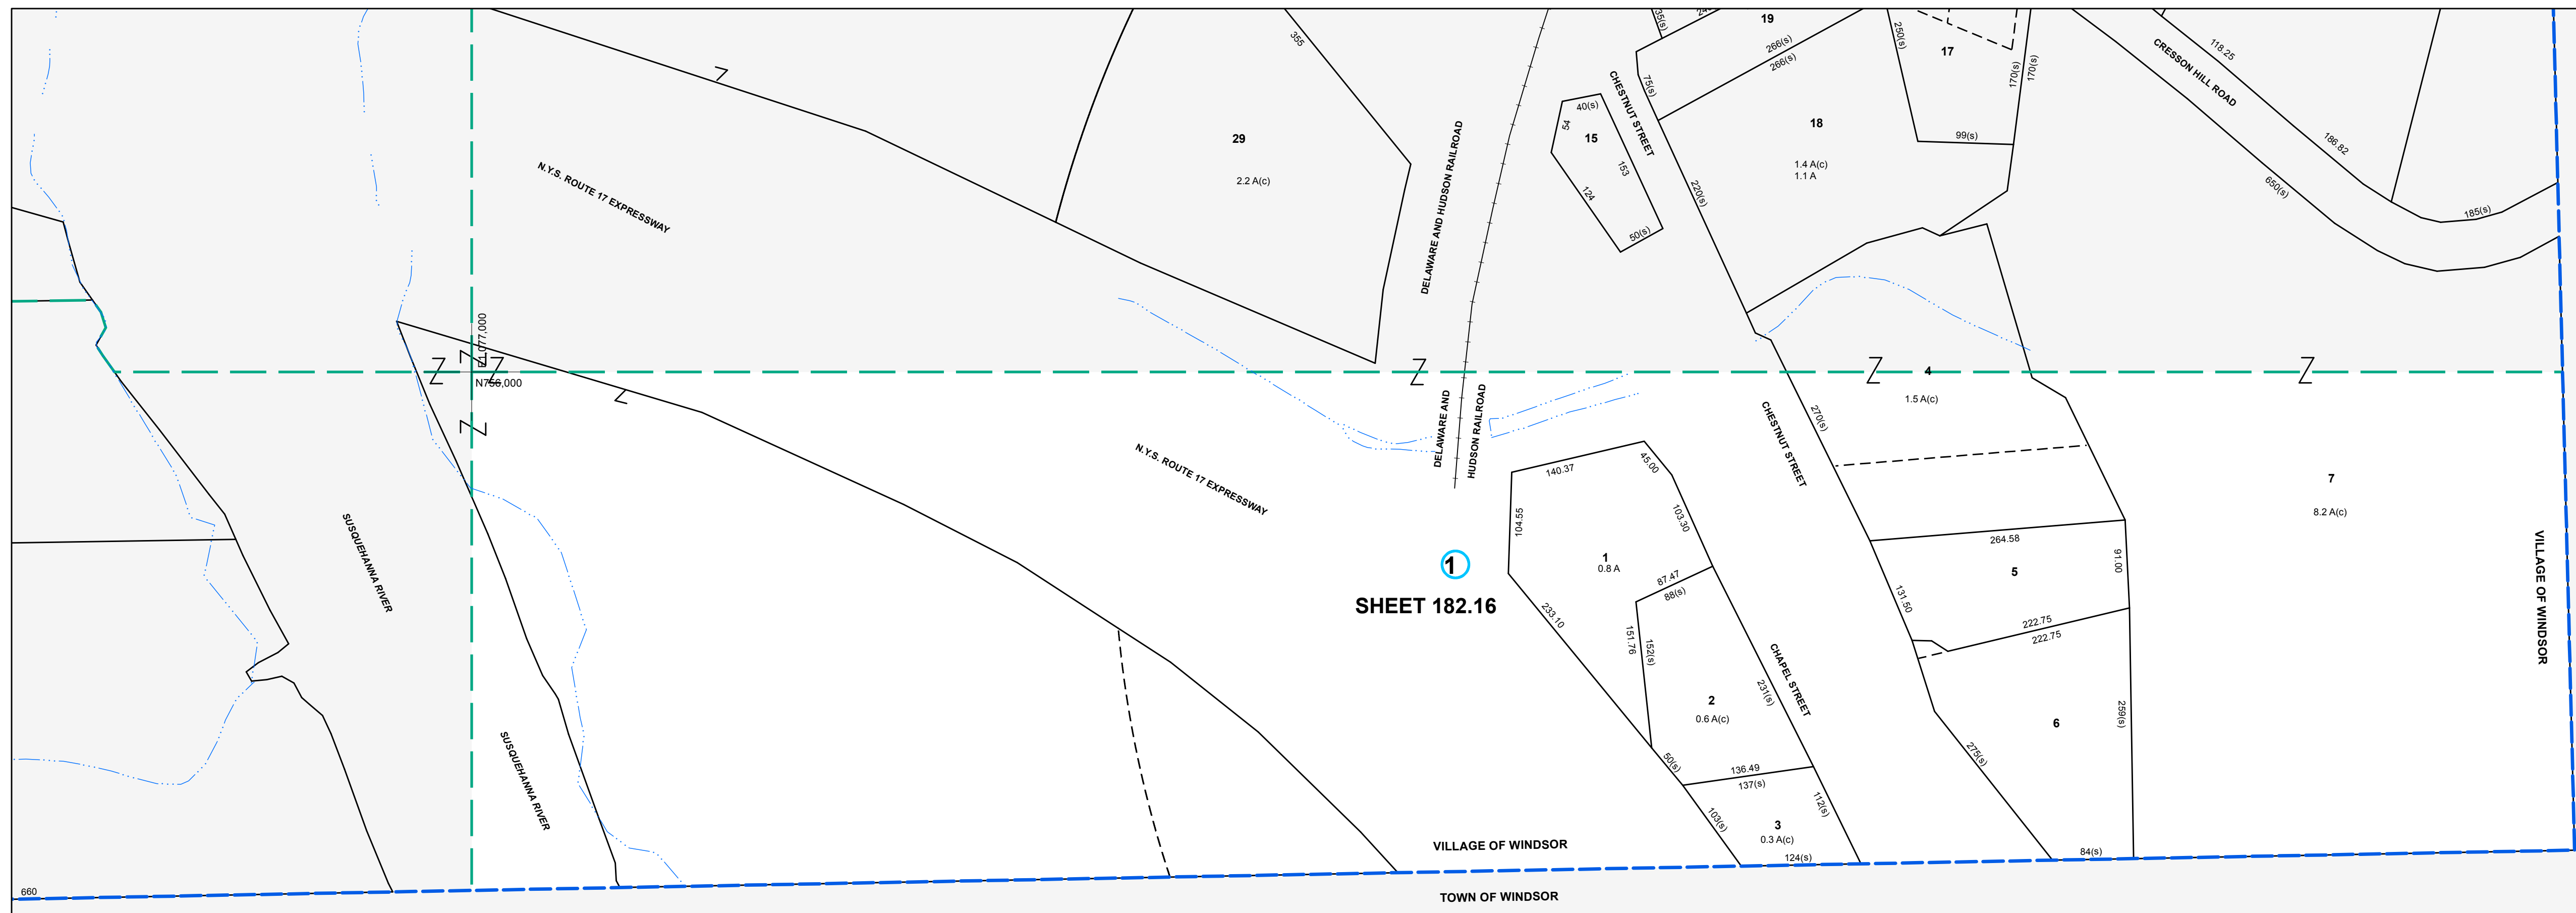 355
35(s)
19
266(s)
266(s)
250(s)
17
170(s)
170(s)
CRESSON HILL ROAD
118.25
186.82
650(s)
185(s)
29
2.2 A(c)
N.Y.S. ROUTE 17 EXPRESSWAY
DELAWARE AND HUDSON RAILROAD
40(s)
54
15
153
124
50(s)
CHESTNUT STREET
75(s)
220(s)
18
1.4 A(c)
1.1 A
99(s)
E1,077,000
N756,000
4
1.5 A(c)
270(s)
CHESTNUT STREET
DELAWARE AND
HUDSON RAILROAD
N.Y.S. ROUTE 17 EXPRESSWAY
140.37
45.00
104.55
103.30
1
0.8 A
87.47
88(s)
233.10
151.76
152(s)
1
SHEET 182.16
264.58
5
91.00
131.50
222.75
222.75
7
8.2 A(c)
VILLAGE OF WINDSOR
SUSQUEHANNA RIVER
SUSQUEHANNA RIVER
2
0.6 A(c)
231(s)
CHAPEL STREET
6
259(s)
275(s)
50(s)
136.49
137(s)
103(s)
3
0.3 A(c)
112(s)
124(s)
84(s)
VILLAGE OF WINDSOR
660
TOWN OF WINDSOR